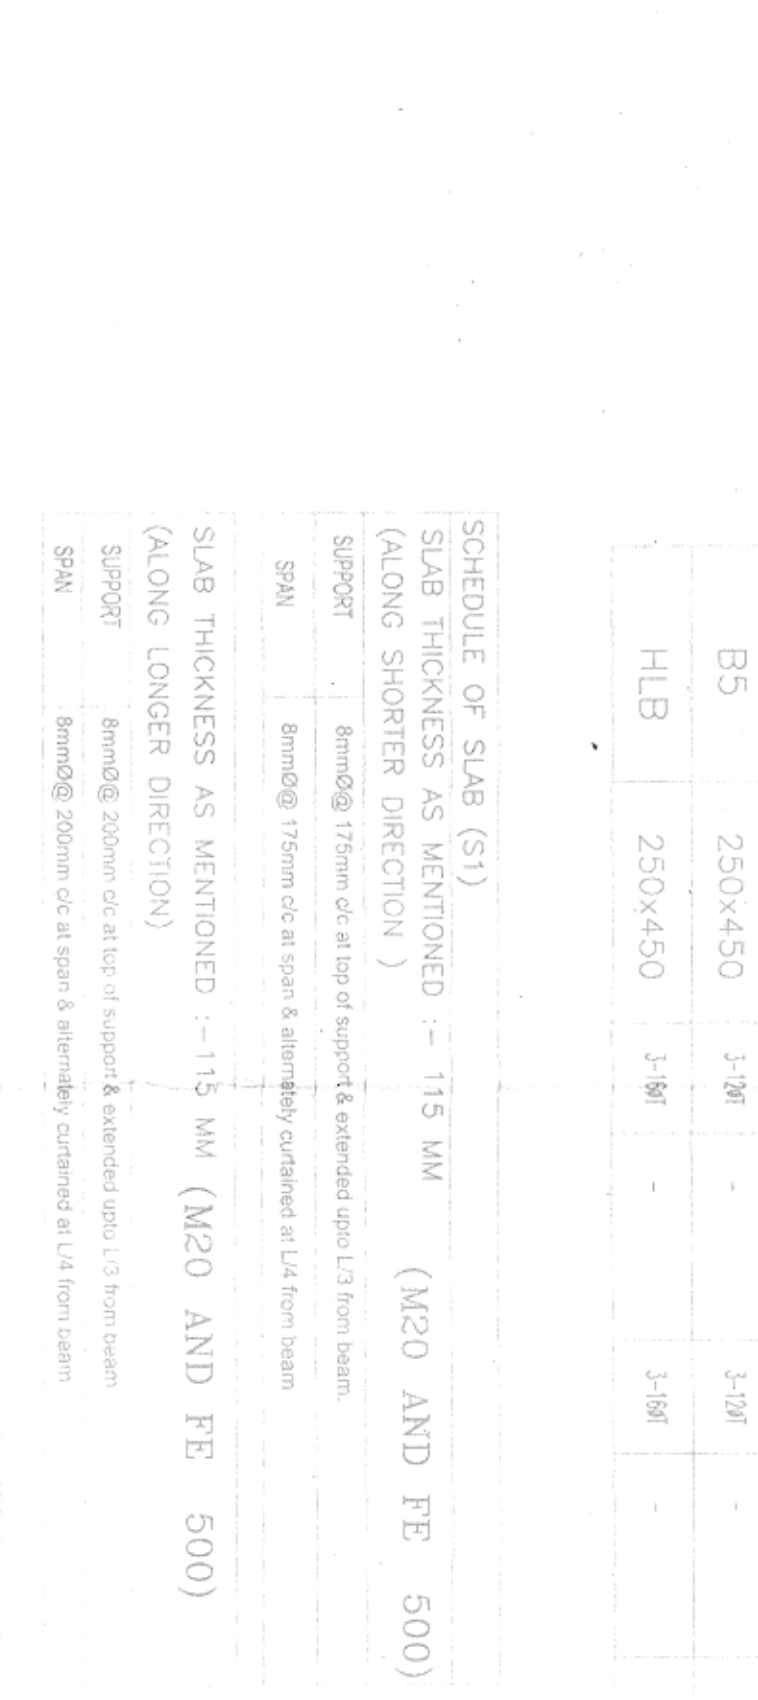 B5 250x450 3-12ØT - 3-12ØT -
HLB 250x450 3-16ØT - 3-16ØT -
SCHEDULE OF SLAB (S1)
SLAB THICKNESS AS MENTIONED :- 115 MM
(ALONG SHORTER DIRECTION ) (M20 AND FE 500)
SUPPORT 8mmØ@ 175mm c/c at top of support & extended upto L/3 from beam.
SPAN 8mmØ@ 175mm c/c at span & alternately curtained at L/4 from beam
SLAB THICKNESS AS MENTIONED :-115 MM (M20 AND FE 500)
(ALONG LONGER DIRECTION)
SUPPORT 8mmØ@ 200mm c/c at top of support & extended upto L/3 from beam
SPAN 8mmØ@ 200mm c/c at span & alternately curtained at L/4 from beam